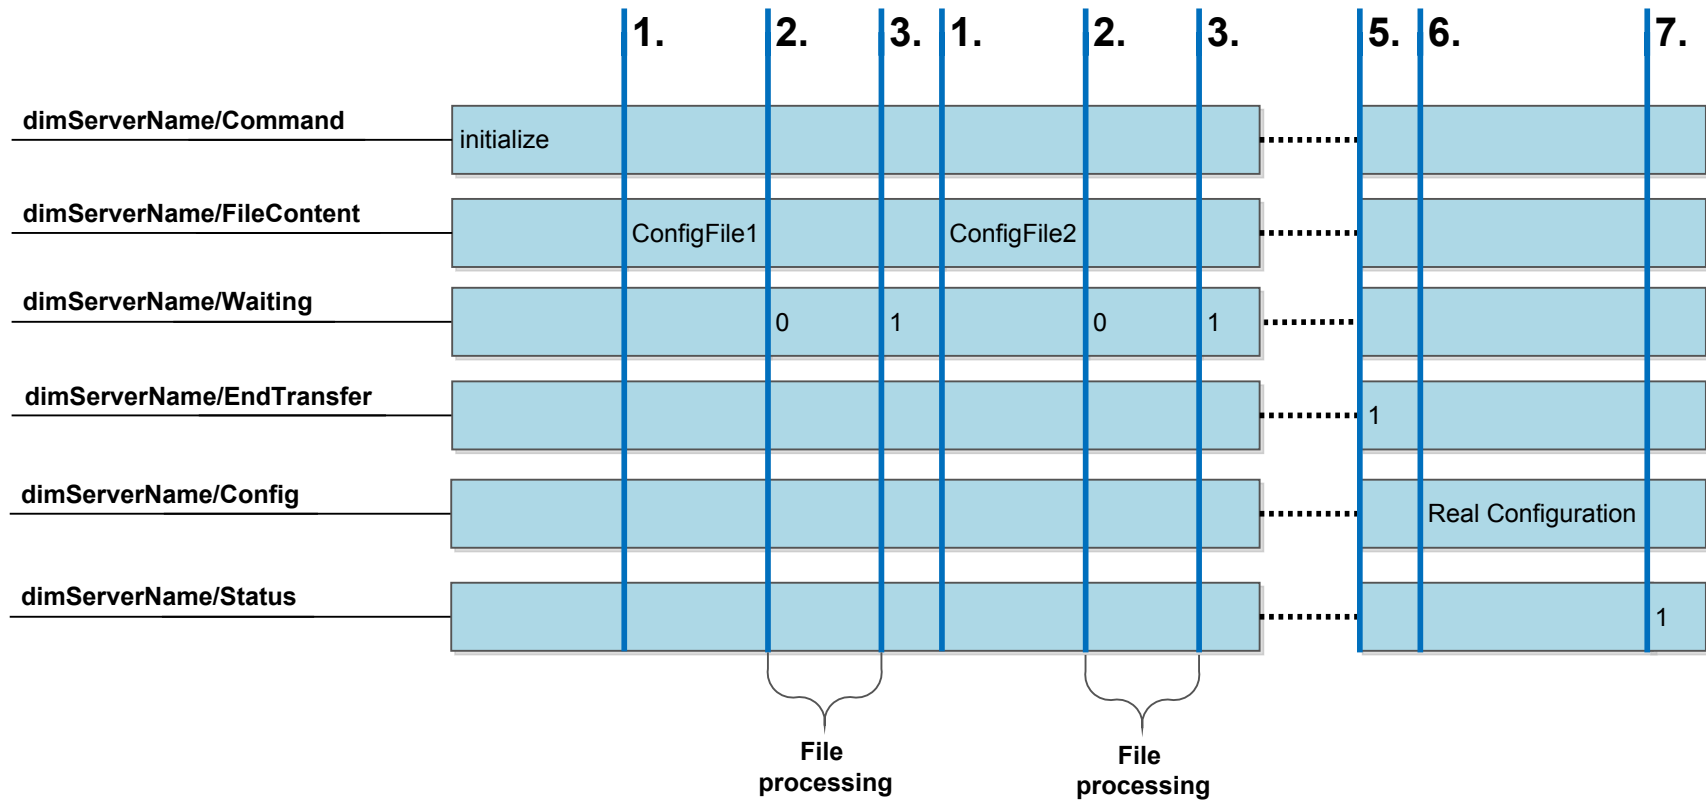 1. 2. 3. 1. 2. 3. 5. 6. 7.
dimServerName/Command
initialize
dimServerName/FileContent
ConfigFile1 ConfigFile2
dimServerName/Waiting
0 1 0 1
dimServerName/EndTransfer
1
dimServerName/Config
Real Configuration
dimServerName/Status
1
File
processing
File
processing